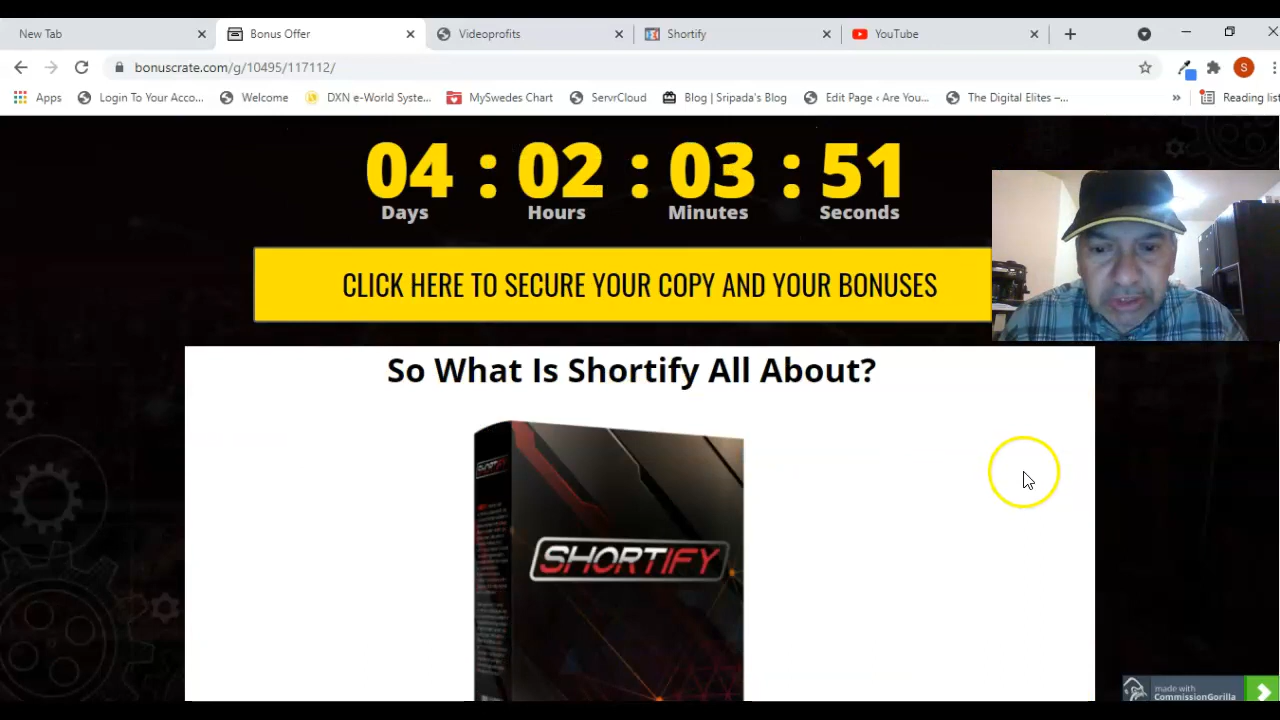 New Tab
Bonus Offer
Videoprofits
Shortify
YouTube
bonuscrate.com/g/10495/117112/
S
Apps
Login To Your Acco...
Welcome
DXN e-World Syste...
MySwedes Chart
ServrCloud
Blog | Sripada's Blog
Edit Page ‹ Are You...
The Digital Elites –...
»
Reading list
04 : 02 : 03 : 51
Days Hours Minutes Seconds
CLICK HERE TO SECURE YOUR COPY AND YOUR BONUSES
So What Is Shortify All About?
SHORTIFY
SHORTIFY
made with
CommissionGorilla